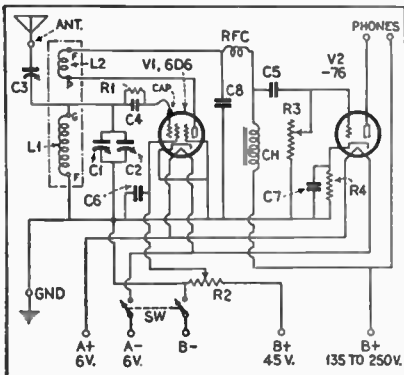 ANT.
C3
F
L2
P
G
L1
F
R1
C4
CAP.
V1, 6D6
RFC
C8
C5
R3
CH
V2
-76
PHONES
C1
C2
C6
C7
R4
R2
GND
SW
A+
6V.
A-
6V.
B-
B+
45V.
B+
135 TO 250V.